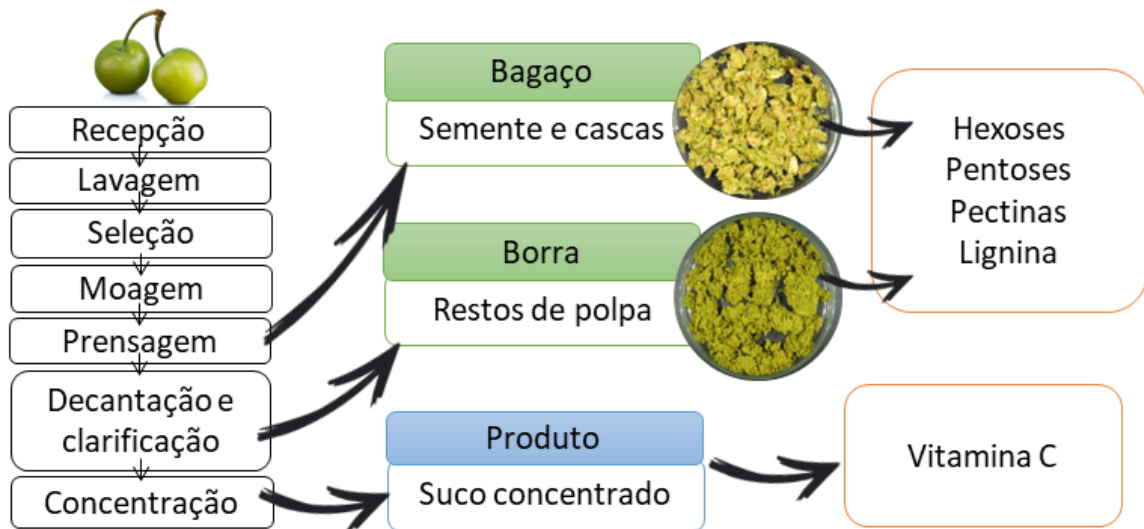 Recepção
Lavagem
Seleção
Moagem
Prensagem
Decantação e
clarificação
Concentração
Bagaço
Semente e cascas
Borra
Restos de polpa
Produto
Suco concentrado
Hexoses
Pentoses
Pectinas
Lignina
Vitamina C